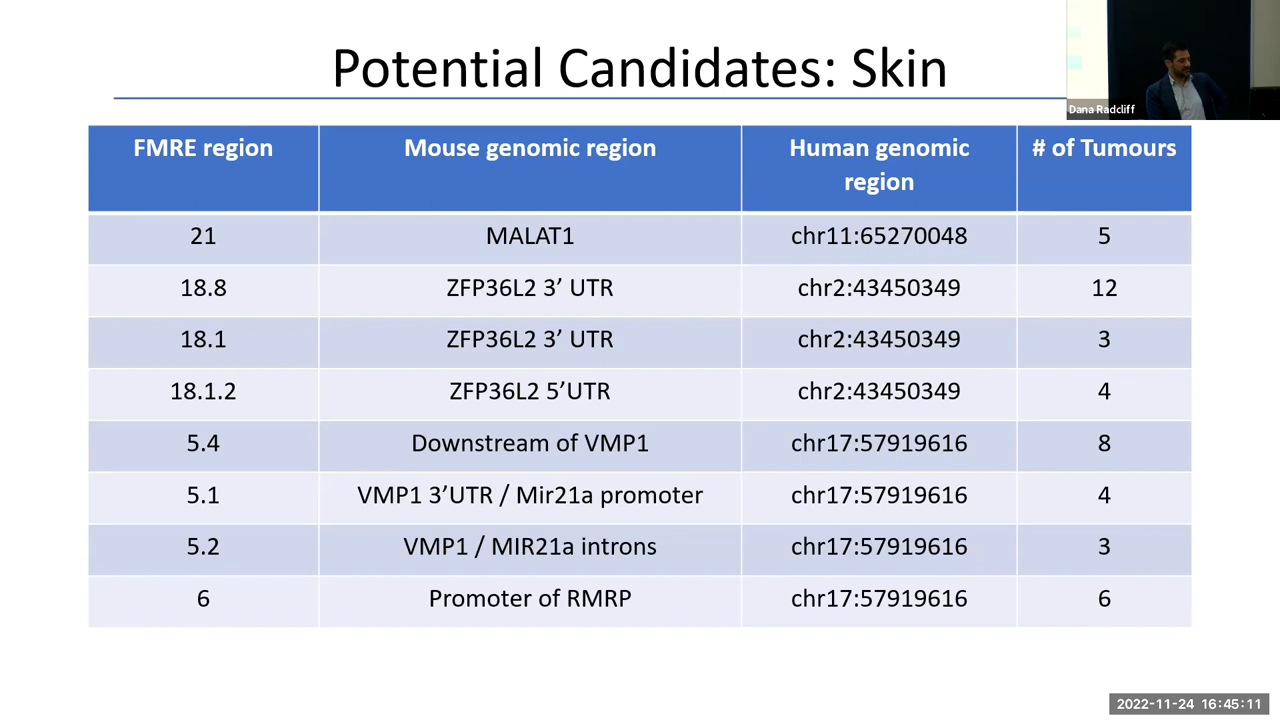 Potential Candidates: Skin
Dana Radcliff
FMRE region Mouse genomic region Human genomic region # of Tumours
21 MALAT1 chr11:65270048 5
18.8 ZFP36L2 3’ UTR chr2:43450349 12
18.1 ZFP36L2 3’ UTR chr2:43450349 3
18.1.2 ZFP36L2 5’UTR chr2:43450349 4
5.4 Downstream of VMP1 chr17:57919616 8
5.1 VMP1 3’UTR / Mir21a promoter chr17:57919616 4
5.2 VMP1 / MIR21a introns chr17:57919616 3
6 Promoter of RMRP chr17:57919616 6
2022-11-24 16:45:11